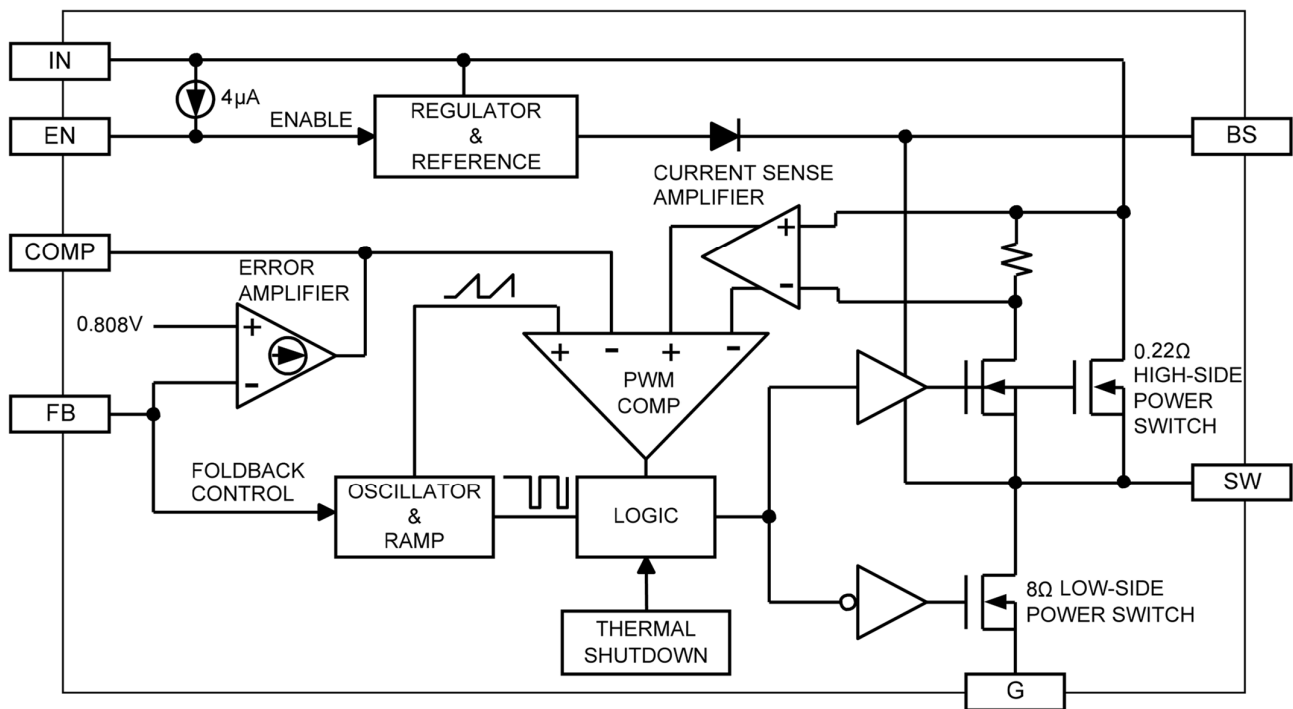 IN
4µA
EN
ENABLE
REGULATOR
&
REFERENCE
BS
CURRENT SENSE
AMPLIFIER
+
-
COMP
ERROR
AMPLIFIER
0.808V
+
-
+
-
+
-
PWM
COMP
0.22Ω
HIGH-SIDE
POWER
SWITCH
FB
FOLDBACK
CONTROL
OSCILLATOR
&
RAMP
LOGIC
SW
THERMAL
SHUTDOWN
8Ω LOW-SIDE
POWER SWITCH
G